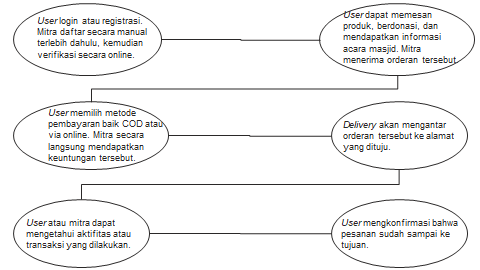 User login atau registrasi.
Mitra daftar secara manual
terlebih dahulu, kemudian
verifikasi secara online.
User dapat memesan
produk, berdonasi, dan
mendapatkan informasi
acara masjid. Mitra
menerima orderan tersebut
User memilih metode
pembayaran baik COD atau
via online. Mitra secara
langsung mendapatkan
keuntungan tersebut.
Delivery akan mengantar
orderan tersebut ke alamat
yang dituju.
User atau mitra dapat
mengetahui aktifitas atau
transaksi yang dilakukan.
User mengkonfirmasi bahwa
pesanan sudah sampai ke
tujuan.